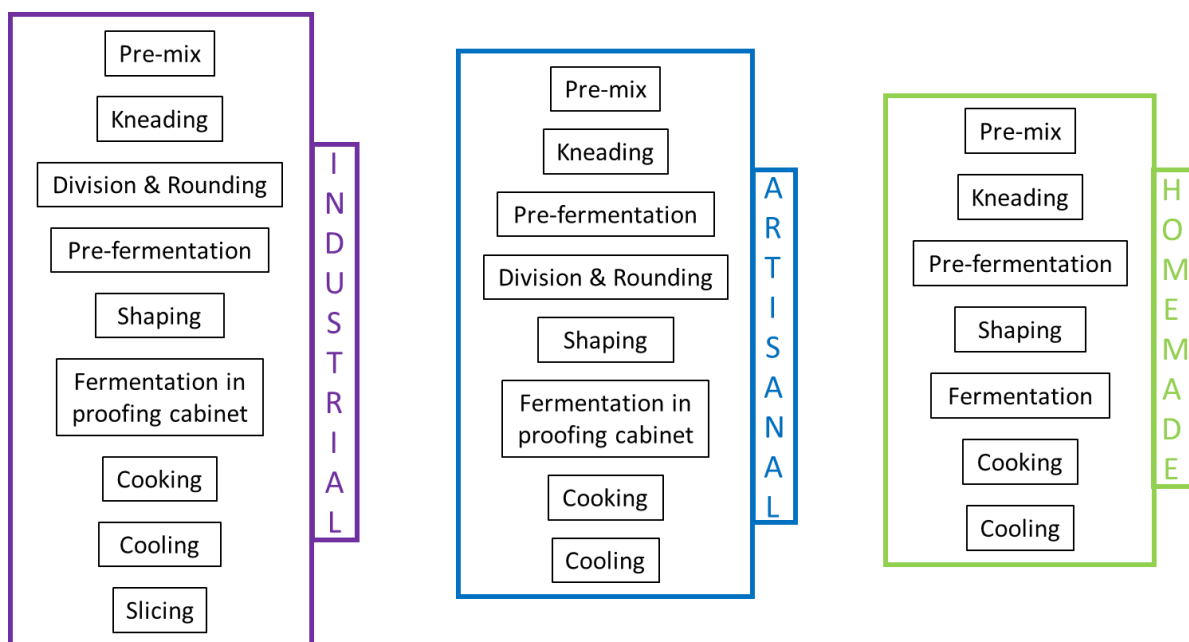 Pre-mix
Kneading
Division & Rounding
Pre-fermentation
Shaping
Fermentation in
proofing cabinet
Cooking
Cooling
Slicing
INDUSTRIAL
Pre-mix
Kneading
Pre-fermentation
Division & Rounding
Shaping
Fermentation in
proofing cabinet
Cooking
Cooling
ARTISANAL
Pre-mix
Kneading
Pre-fermentation
Shaping
Fermentation
Cooking
Cooling
HOMEMADE